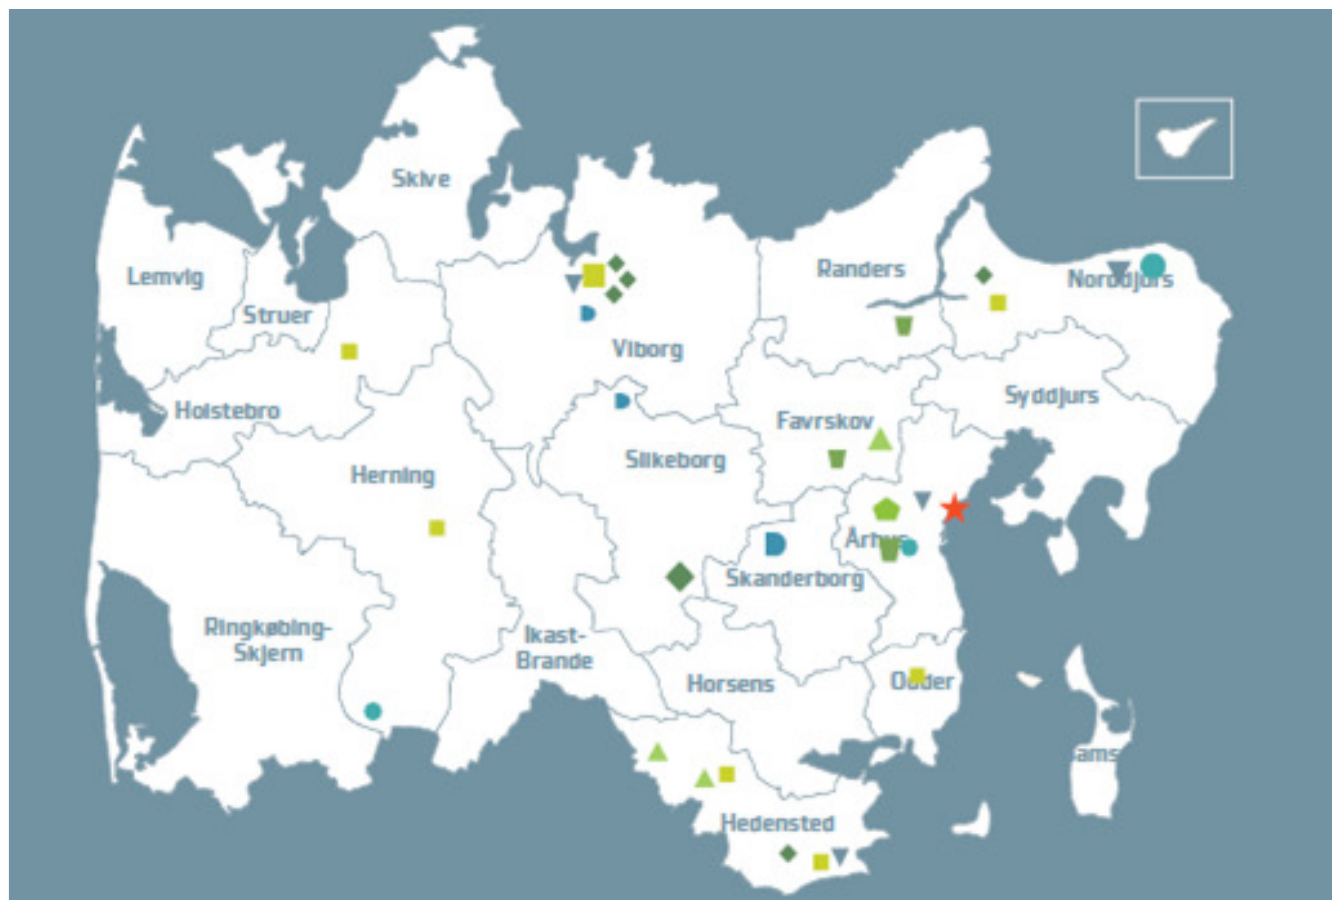 Skive
Lemvig
Randers
Norddjurs
Struer
Viborg
Syddjurs
Holstebro
Favrskov
Silkeborg
Herning
Århus
Skanderborg
Ringkøbing-
Skjern
Ikast-
Brande
Horsens
Odder
ams
Hedensted